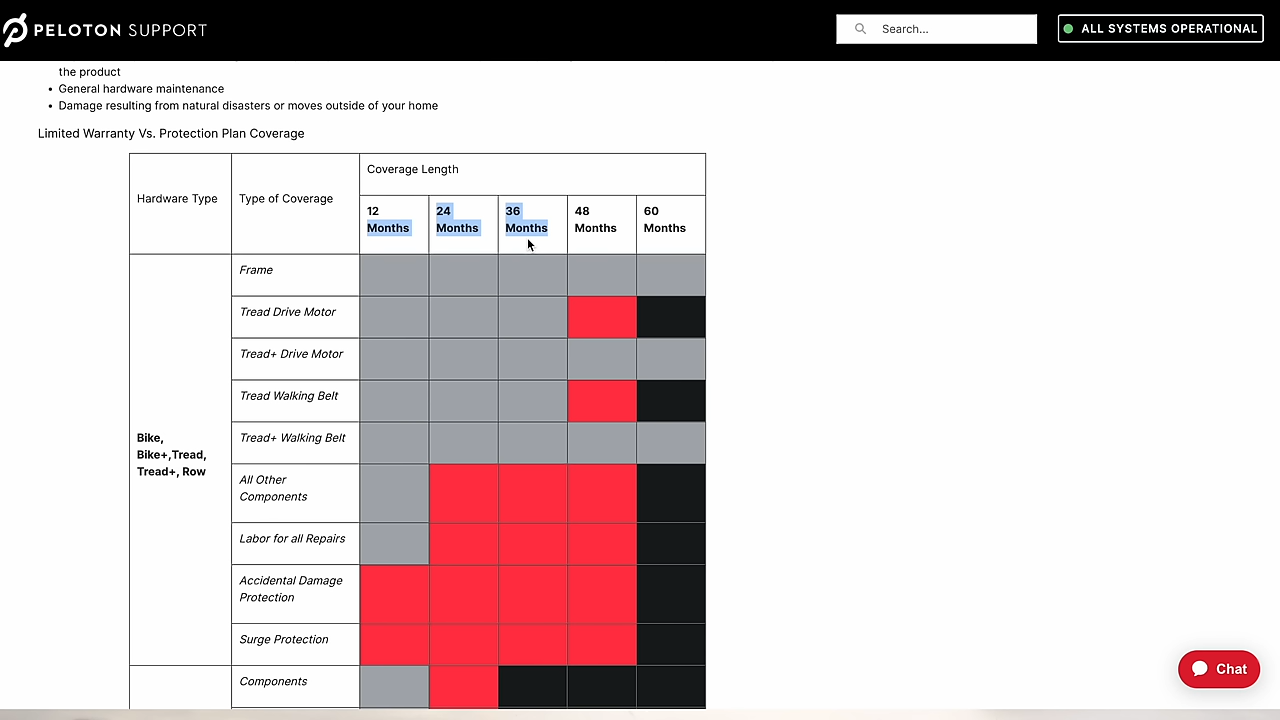 PELOTON SUPPORT
Search...
ALL SYSTEMS OPERATIONAL
the product
General hardware maintenance
Damage resulting from natural disasters or moves outside of your home
Limited Warranty Vs. Protection Plan Coverage
Hardware Type
Type of Coverage
Coverage Length
12
Months
24
Months
36
Months
48
Months
60
Months
Bike,
Bike+,Tread,
Tread+, Row
Frame
Tread Drive Motor
Tread+ Drive Motor
Tread Walking Belt
Tread+ Walking Belt
All Other
Components
Labor for all Repairs
Accidental Damage
Protection
Surge Protection
Components
Chat